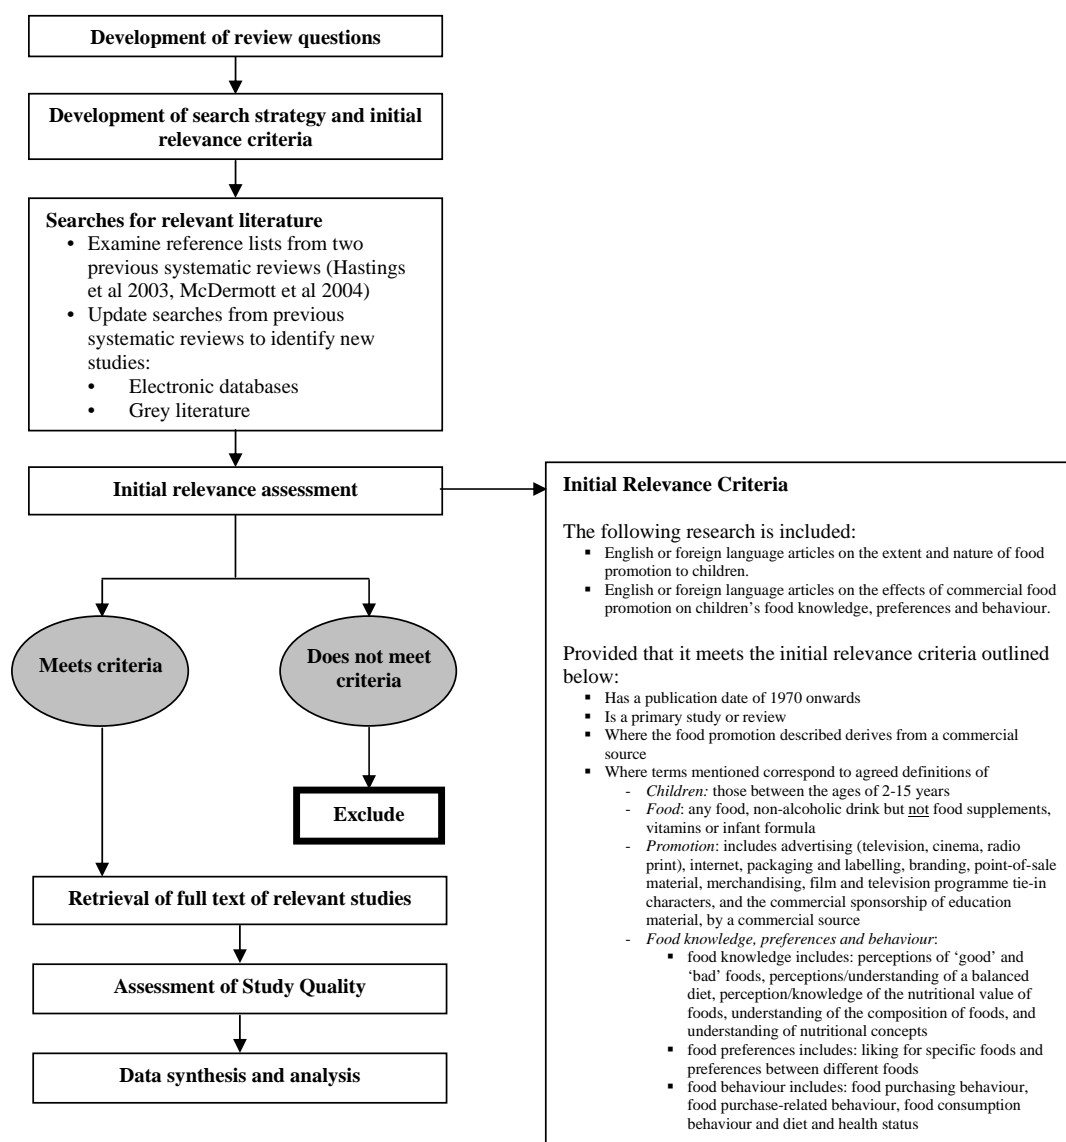 Development of review questions
Development of search strategy and initial
relevance criteria
Searches for relevant literature
• Examine reference lists from two
previous systematic reviews (Hastings
et al 2003, McDermott et al 2004)
• Update searches from previous
systematic reviews to identify new
studies:
• Electronic databases
• Grey literature
Initial relevance assessment
Meets criteria
Does not meet
criteria
Exclude
Retrieval of full text of relevant studies
Assessment of Study Quality
Data synthesis and analysis
Initial Relevance Criteria
The following research is included:
▪ English or foreign language articles on the extent and nature of food
promotion to children.
▪ English or foreign language articles on the effects of commercial food
promotion on children’s food knowledge, preferences and behaviour.
Provided that it meets the initial relevance criteria outlined
below:
▪ Has a publication date of 1970 onwards
▪ Is a primary study or review
▪ Where the food promotion described derives from a commercial
source
▪ Where terms mentioned correspond to agreed definitions of
- Children: those between the ages of 2-15 years
- Food: any food, non-alcoholic drink but not food supplements,
vitamins or infant formula
- Promotion: includes advertising (television, cinema, radio
print), internet, packaging and labelling, branding, point-of-sale
material, merchandising, film and television programme tie-in
characters, and the commercial sponsorship of education
material, by a commercial source
- Food knowledge, preferences and behaviour:
▪ food knowledge includes: perceptions of ‘good’ and
‘bad’ foods, perceptions/understanding of a balanced
diet, perception/knowledge of the nutritional value of
foods, understanding of the composition of foods, and
understanding of nutritional concepts
▪ food preferences includes: liking for specific foods and
preferences between different foods
▪ food behaviour includes: food purchasing behaviour,
food purchase-related behaviour, food consumption
behaviour and diet and health status